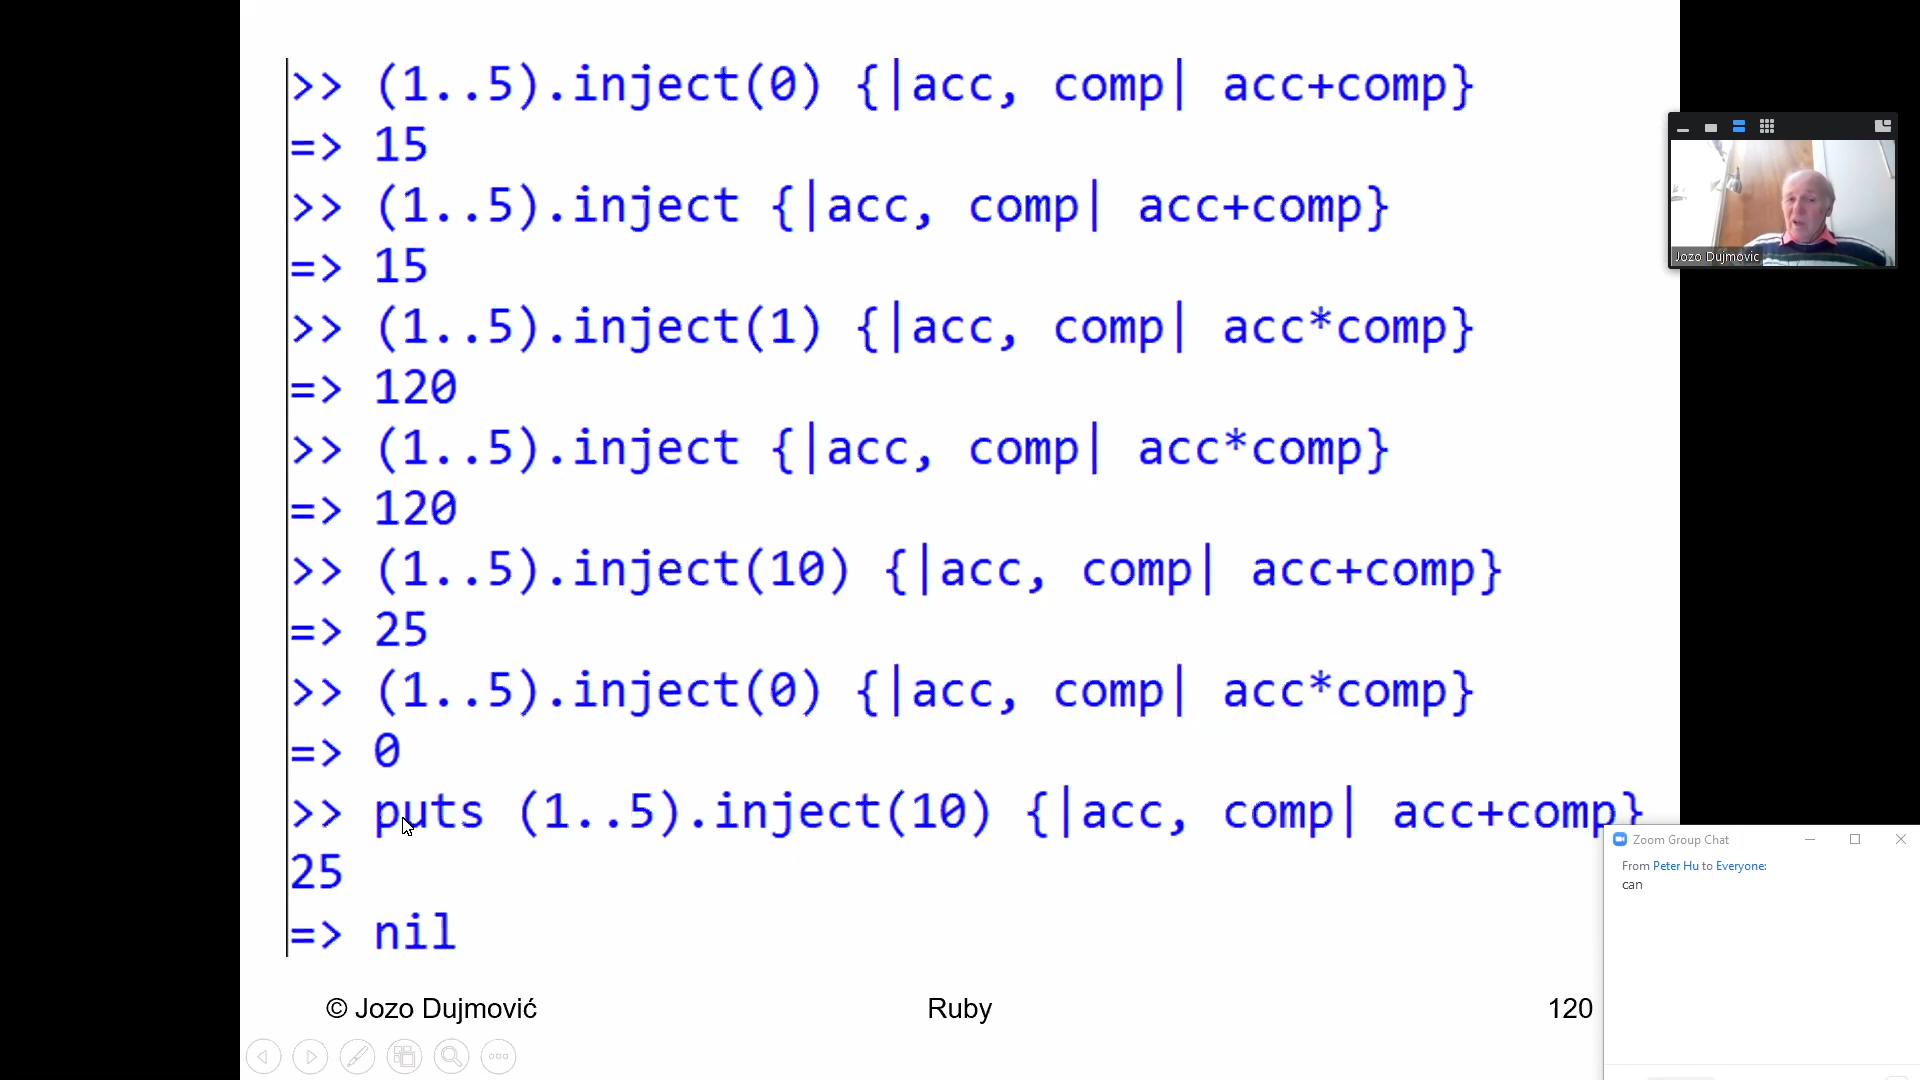 >> (1..5).inject(0) {|acc, comp| acc+comp}
=> 15
>> (1..5).inject {|acc, comp| acc+comp}
=> 15
>> (1..5).inject(1) {|acc, comp| acc*comp}
=> 120
>> (1..5).inject {|acc, comp| acc*comp}
=> 120
>> (1..5).inject(10) {|acc, comp| acc+comp}
=> 25
>> (1..5).inject(0) {|acc, comp| acc*comp}
=> 0
>> puts (1..5).inject(10) {|acc, comp| acc+comp}
25
=> nil
© Jozo Dujmović
Ruby
120
Jozo Dujmovic
Zoom Group Chat
From Peter Hu to Everyone:
can